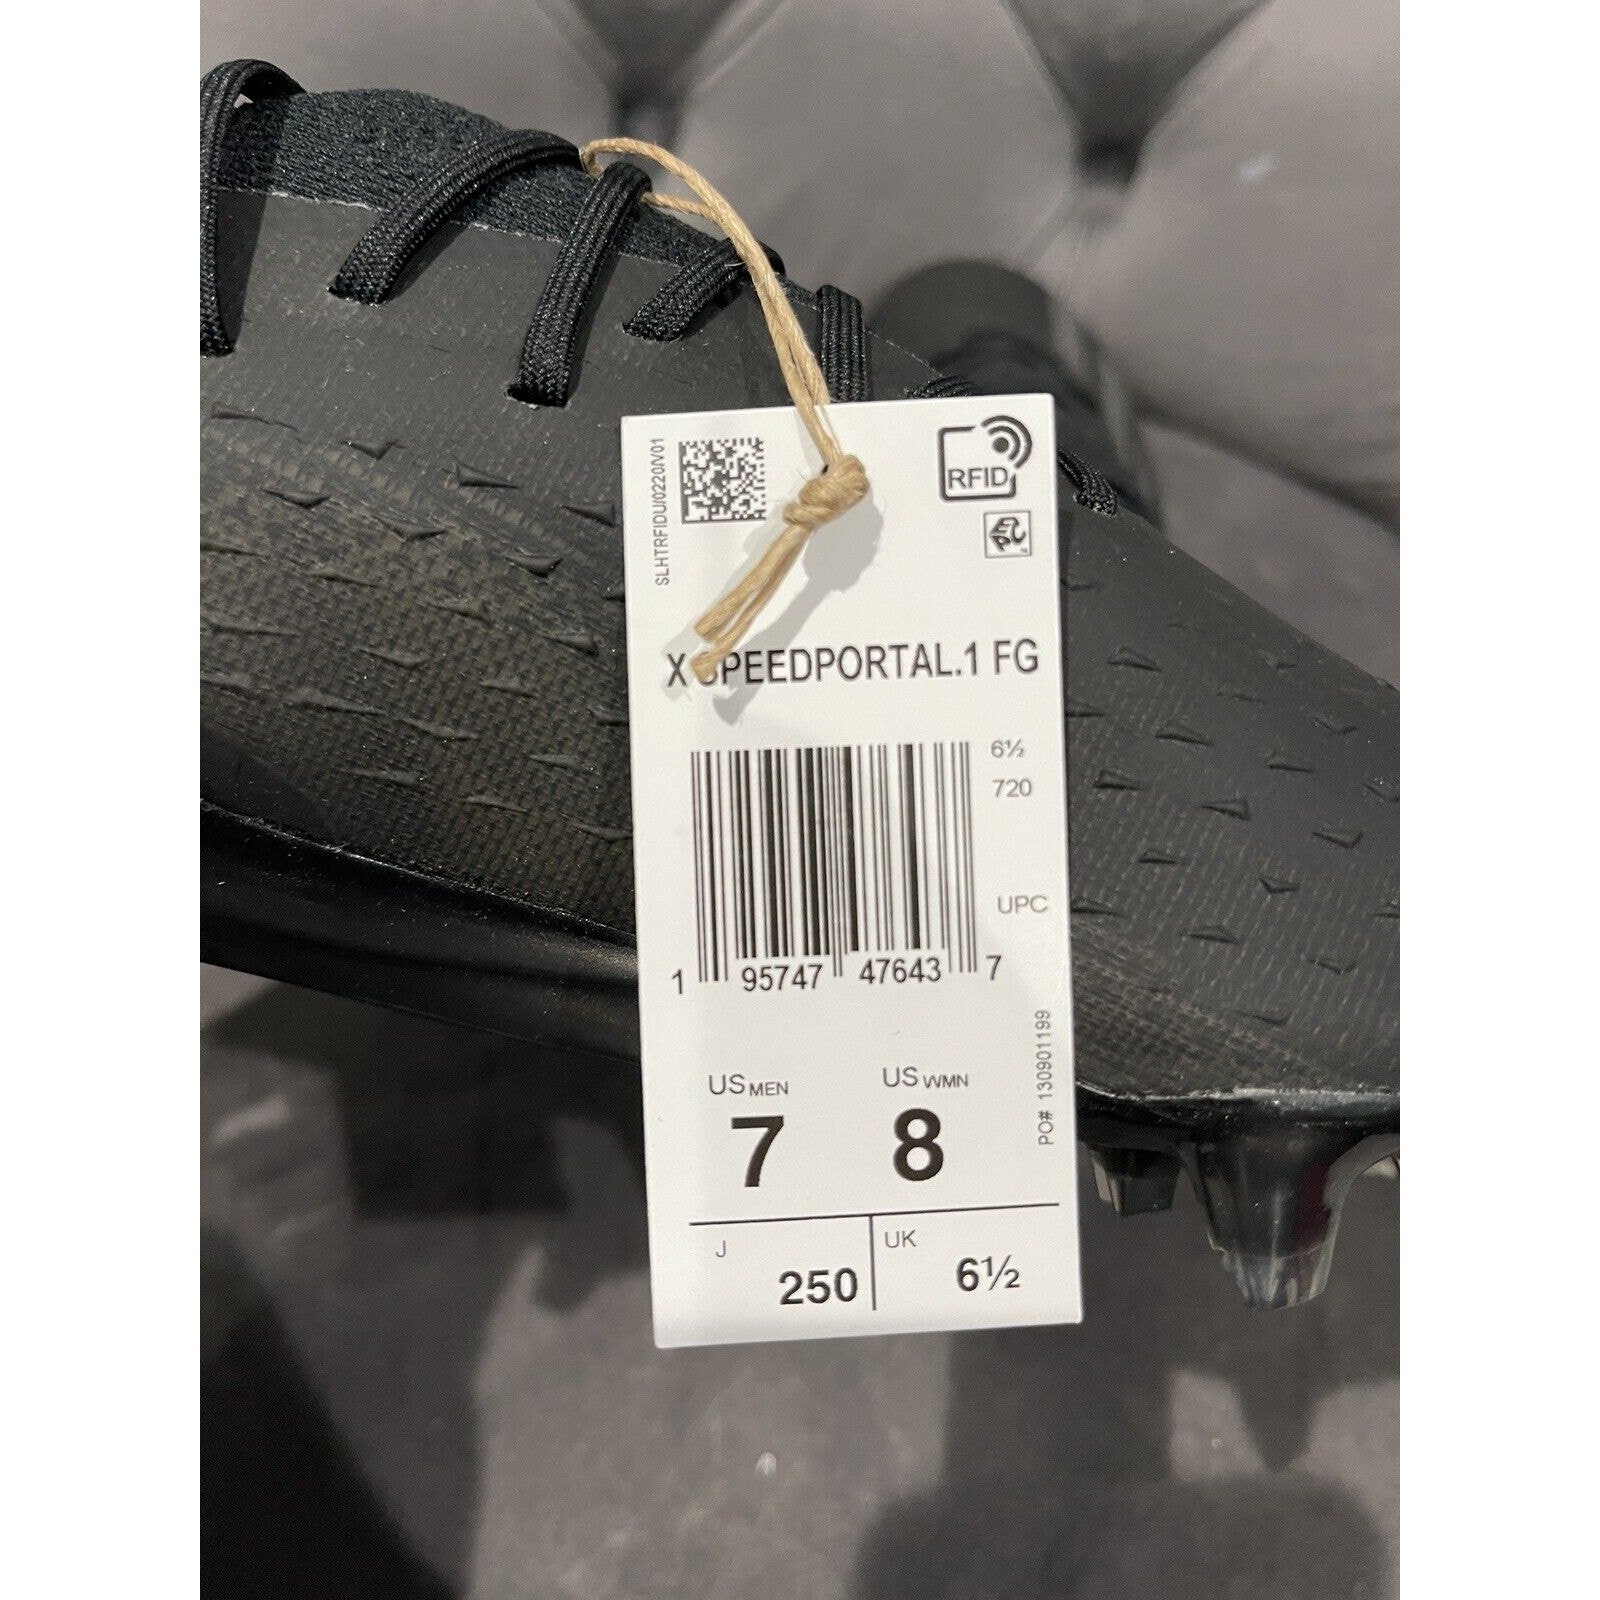 SLHTRFIDU/0220/V01
RFID
X SPEEDPORTAL.1 FG
6½
720
UPC
1 95747 47643 7
PO# 130901199
US MEN US WMN
7 8
J 250 UK 6½